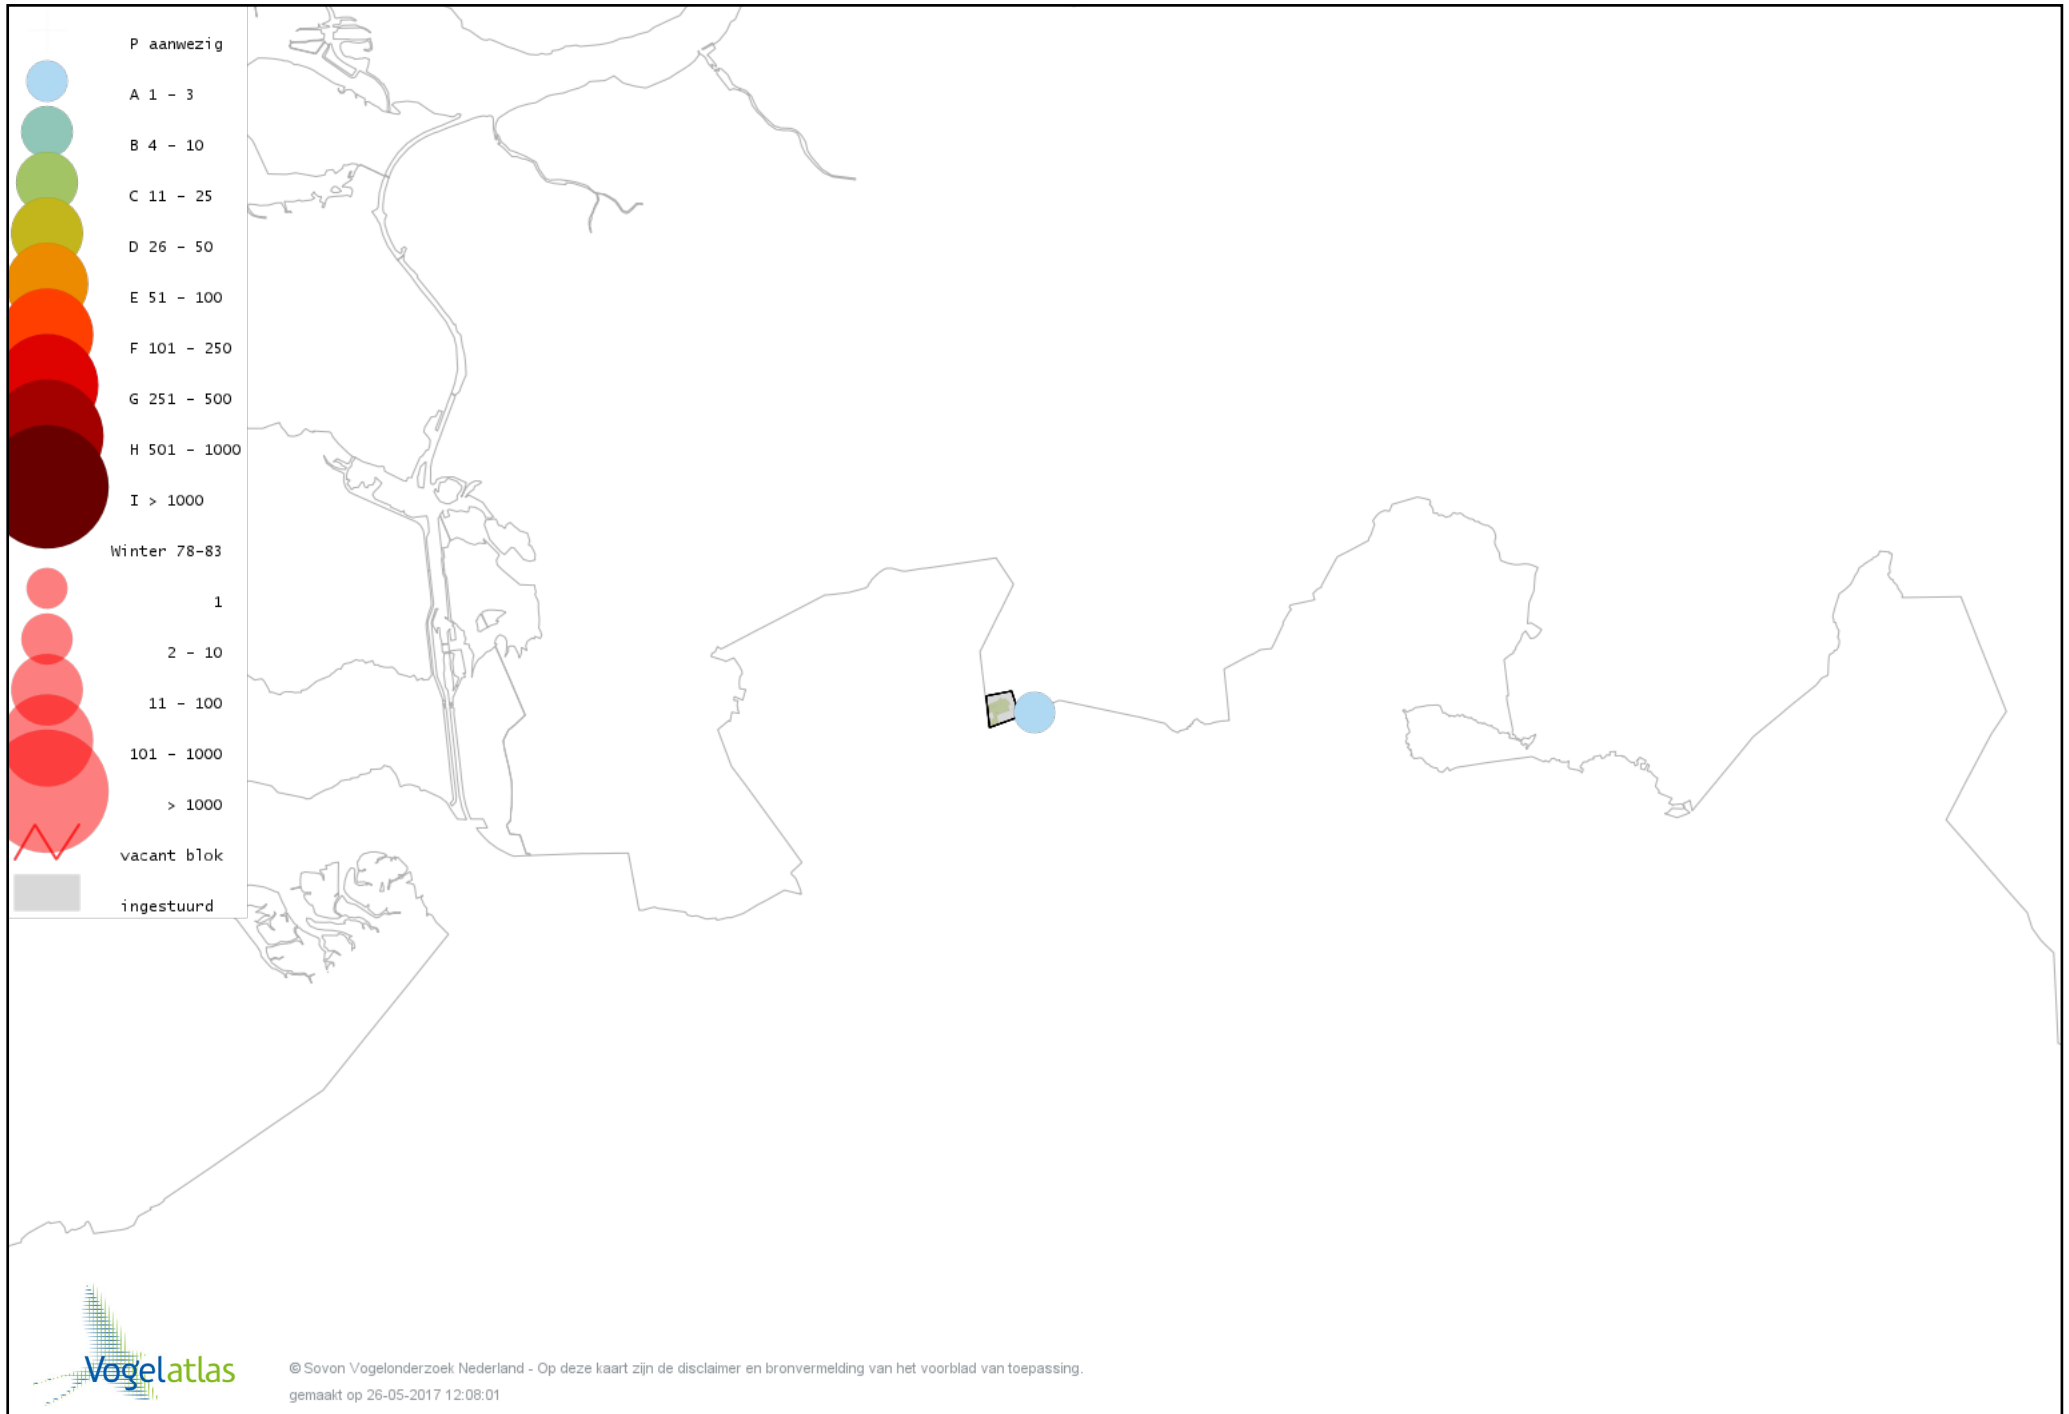 P aanwezig
A 1 - 3
B 4 - 10
C 11 - 25
D 26 - 50
E 51 - 100
F 101 - 250
G 251 - 500
H 501 - 1000
I > 1000
Winter 78-83
1
2 - 10
11 - 100
101 - 1000
> 1000
vacant blok
ingestuurd
Vogelatlas
© Sovon Vogelonderzoek Nederland - Op deze kaart zijn de disclaimer en bronvermelding van het voorblad van toepassing.
gemaakt op 26-05-2017 12:08:01